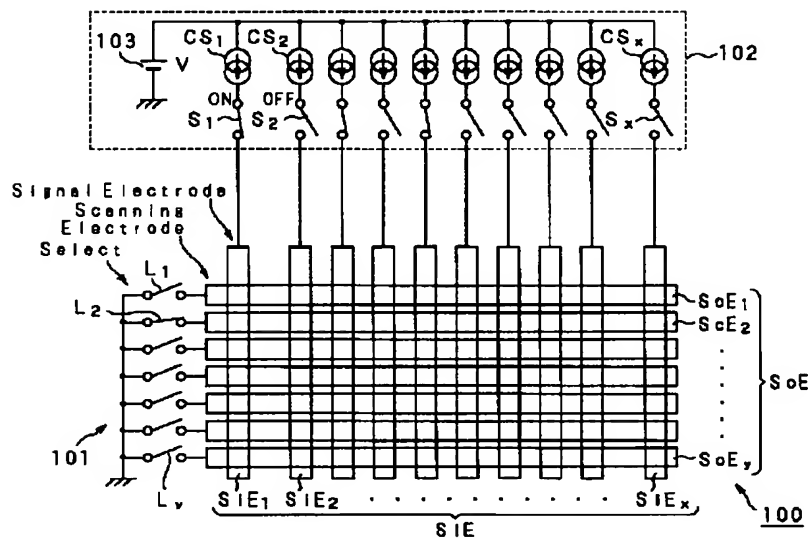 103
CS1
CS2
CSx
102
V
ON
OFF
S1
S2
Sx
Signal Electrode
Scanning
Electrode
Select
L1
L2
ScE1
ScE2
ScE
101
ScEy
Ly
SIE1
SIE2
SIEx
100
SIE